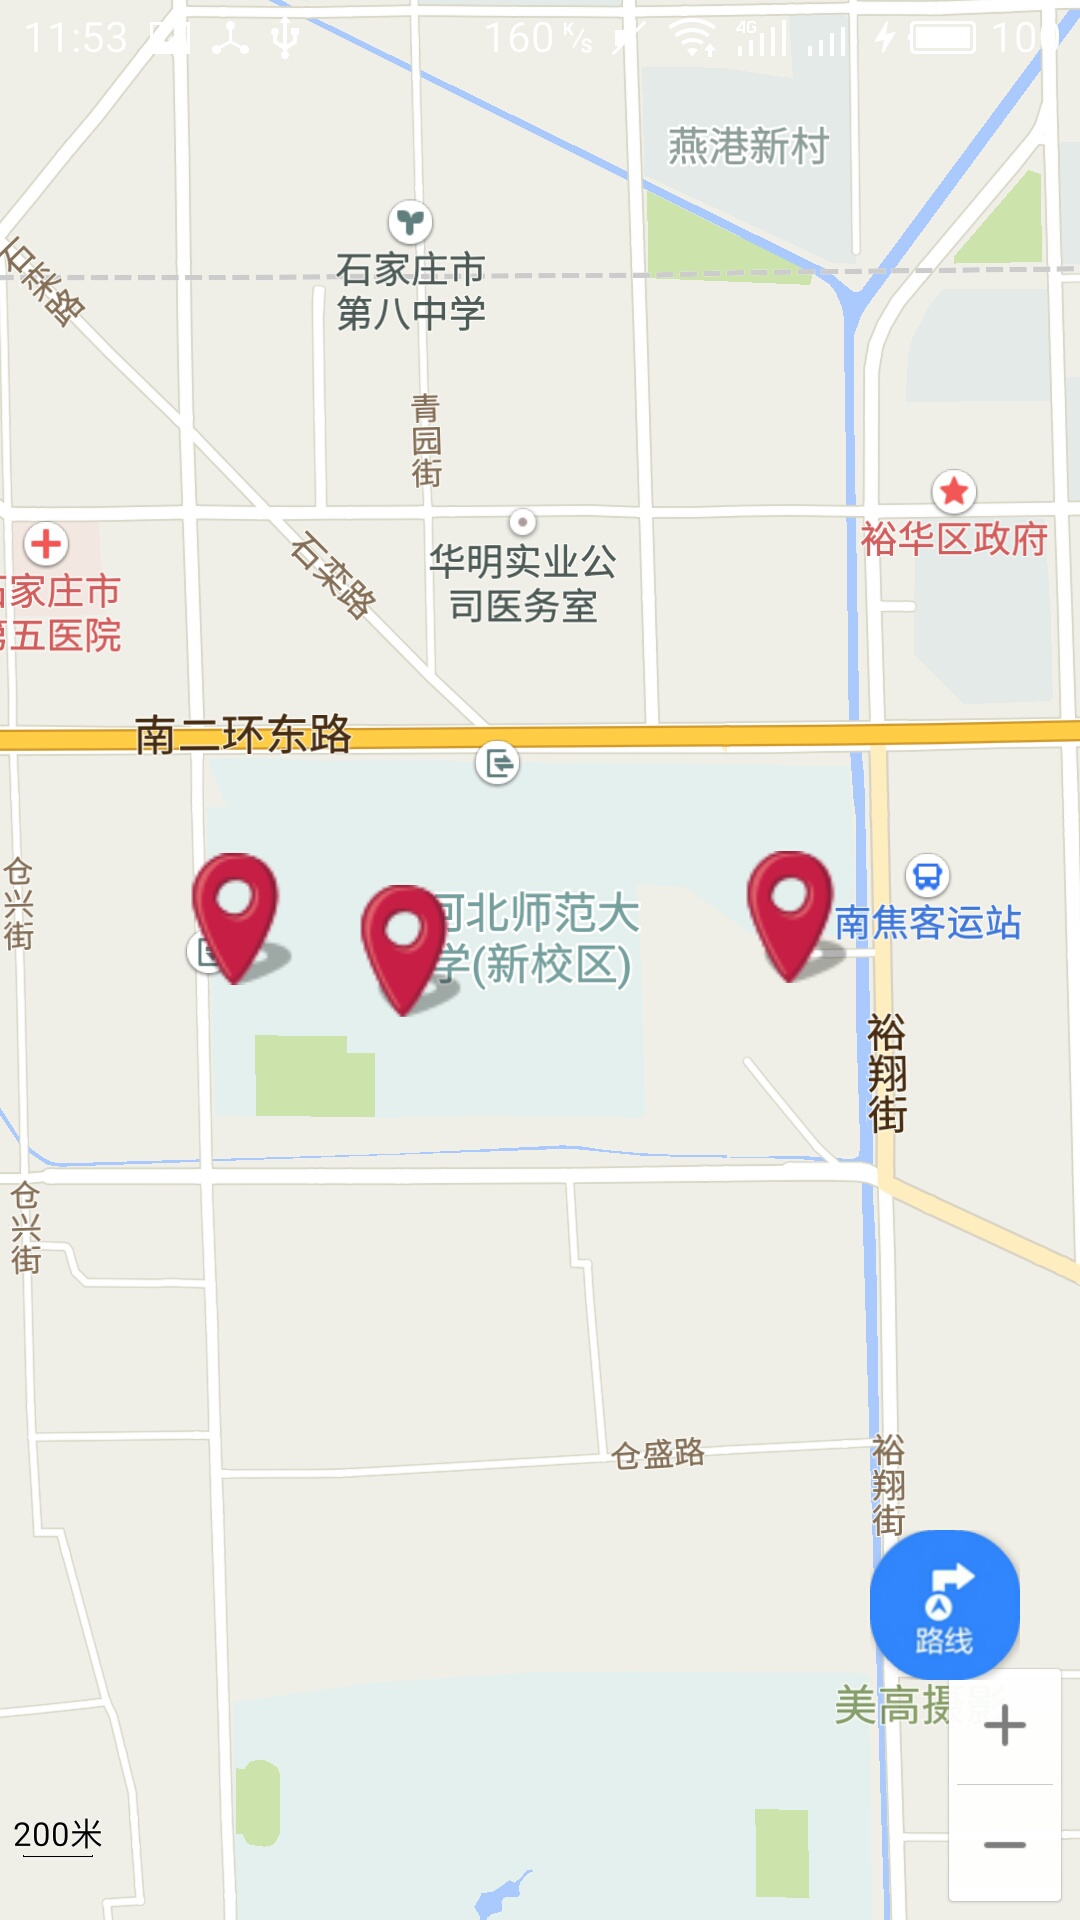 11:53
160 K/s
4G
100
燕港新村
石栾路
石家庄市
第八中学
青园街
裕华区政府
石家庄市
第五医院
石栾路
华明实业公
司医务室
南二环东路
仓兴街
河北师范大
学(新校区)
南焦客运站
裕翔街
仓兴街
仓盛路
裕翔街
路线
美高摄影
200米